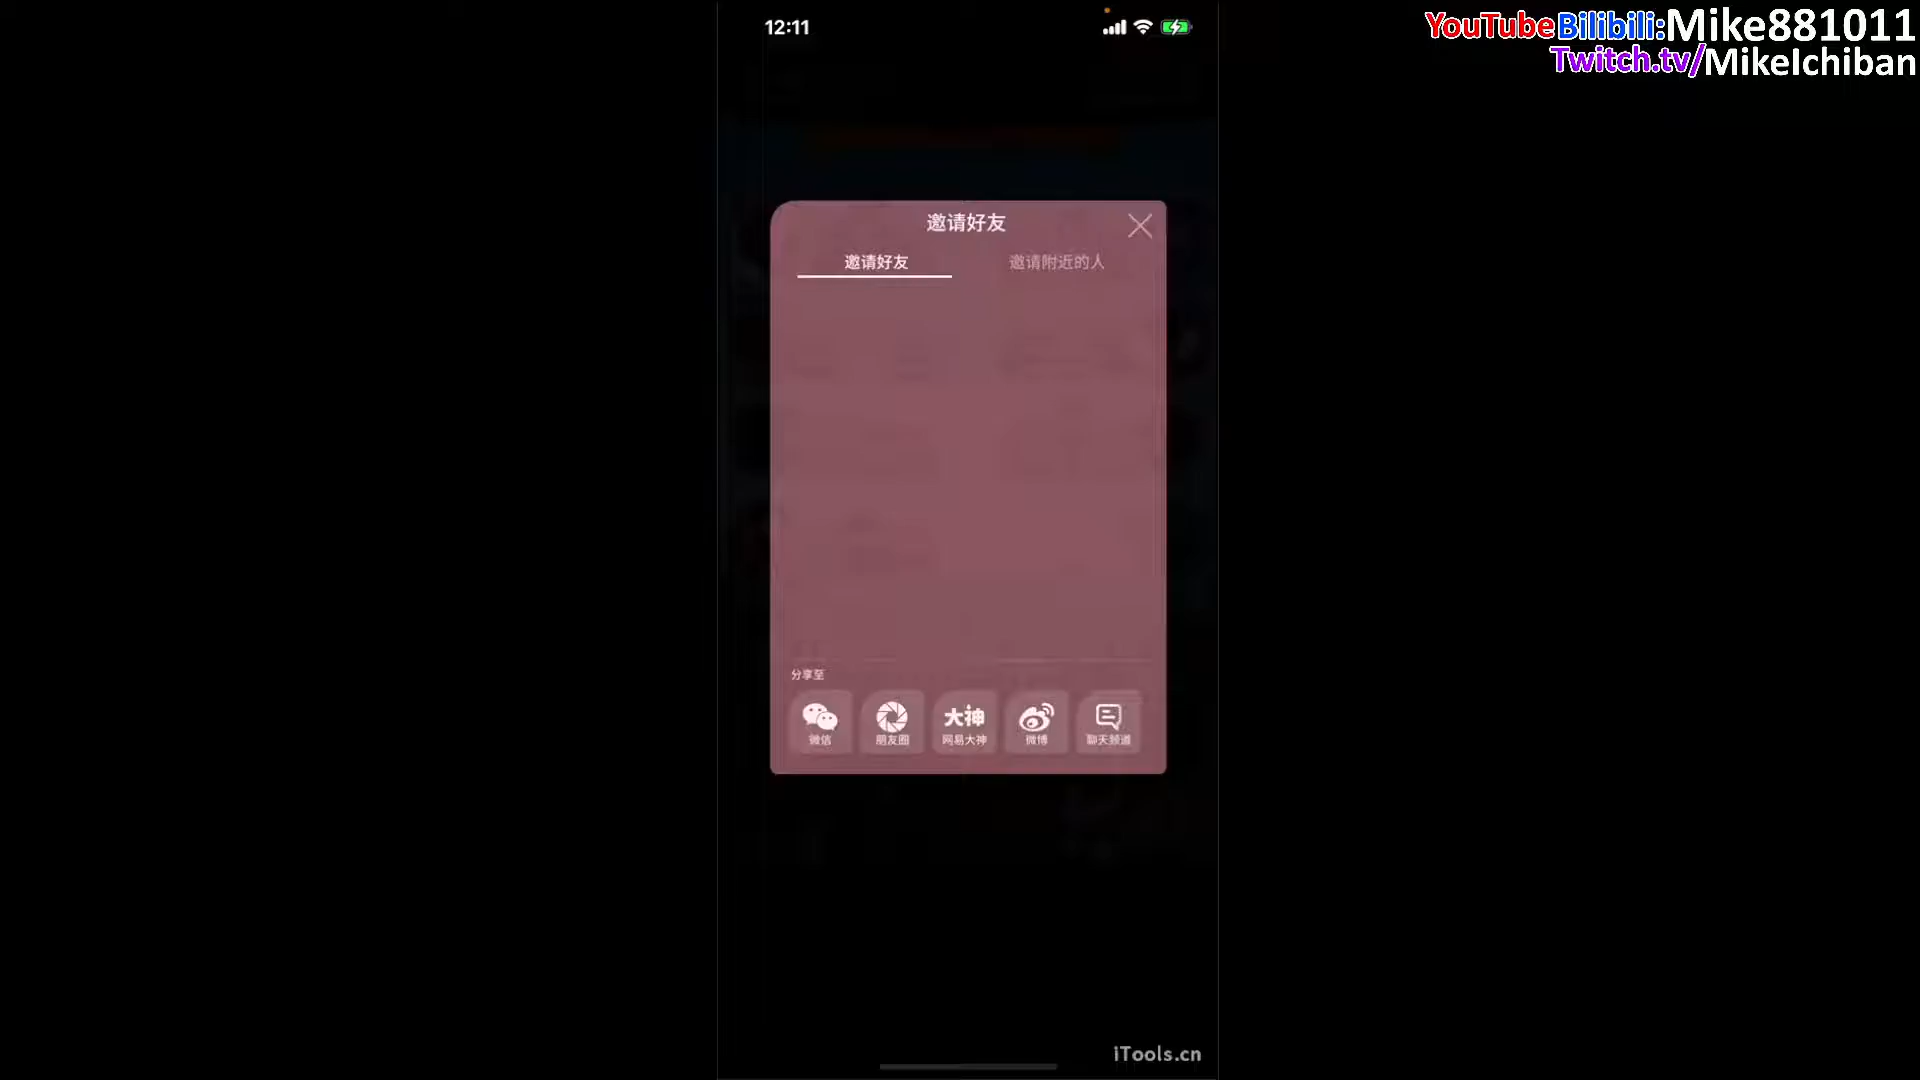 12:11
YouTube Bilibili:Mike881011
Twitch.tv/MikeIchiban
邀请好友
邀请好友
邀请附近的人
分享至
大神
微信
朋友圈
网易大神
微博
聊天频道
iTools.cn